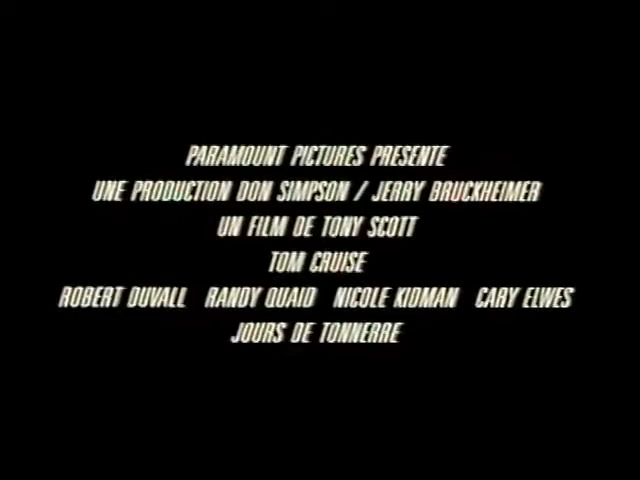 PARAMOUNT PICTURES PRESENTE
UNE PRODUCTION DON SIMPSON / JERRY BRUCKHEIMER
UN FILM DE TONY SCOTT
TOM CRUISE
ROBERT DUVALL RANDY QUAID NICOLE KIDMAN CARY ELWES
JOURS DE TONNERRE